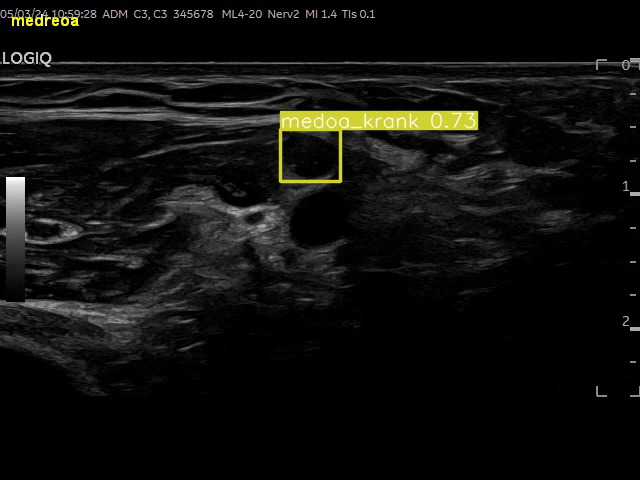 05/03/24 10:59:28 ADM C3, C3 345678 ML4-20 Nerv2 MI 1.4 TIs 0.1
medreoa
LOGIQ
0
medoa_krank 0.73
1
2